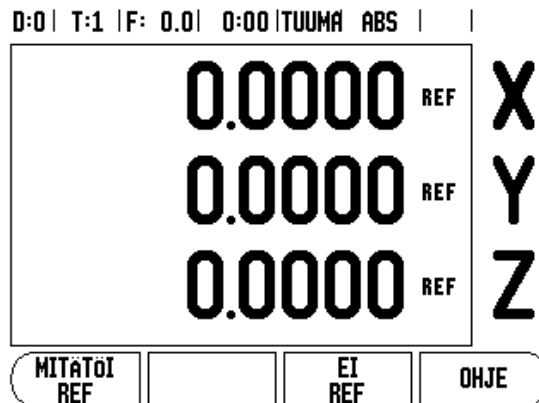 D:0 | T:1 | F: 0.0 | 0:00 | TUUMA ABS | |
0.0000 REF X
0.0000 REF Y
0.0000 REF Z
MITÄTÖI REF
EI REF
OHJE